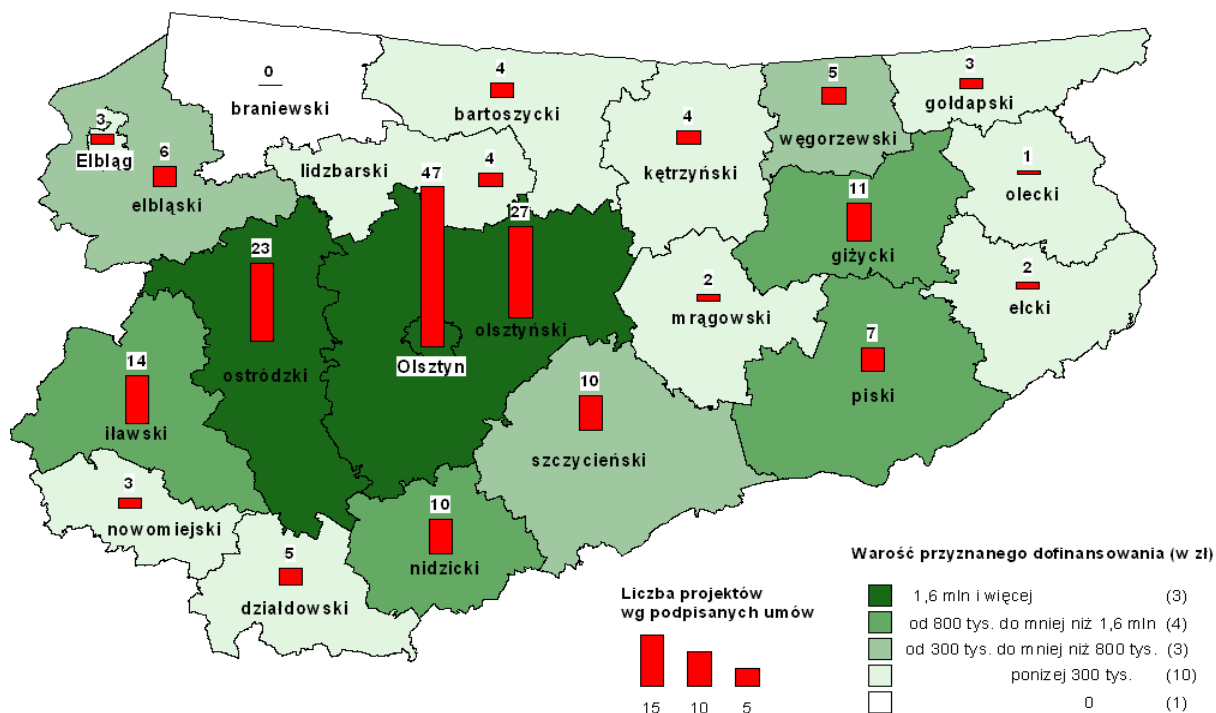 0
braniewski
4
bartoszycki
5
węgorzewski
3
gołdapski
3
Elbląg
6
elbląski
lidzbarski
4
4
kętrzyński
1
olecki
47
27
11
giżycki
23
ostródzki
olsztyński
Olsztyn
2
mrągowski
2
ełcki
14
iławski
10
szczycieński
7
piski
3
nowomiejski
10
nidzicki
5
działdowski
Liczba projektów
wg podpisanych umów
15 10 5
Warość przyznanego dofinansowania (w zł)
1,6 mln i więcej (3)
od 800 tys. do mniej niż 1,6 mln (4)
od 300 tys. do mniej niż 800 tys. (3)
ponizej 300 tys. (10)
0 (1)